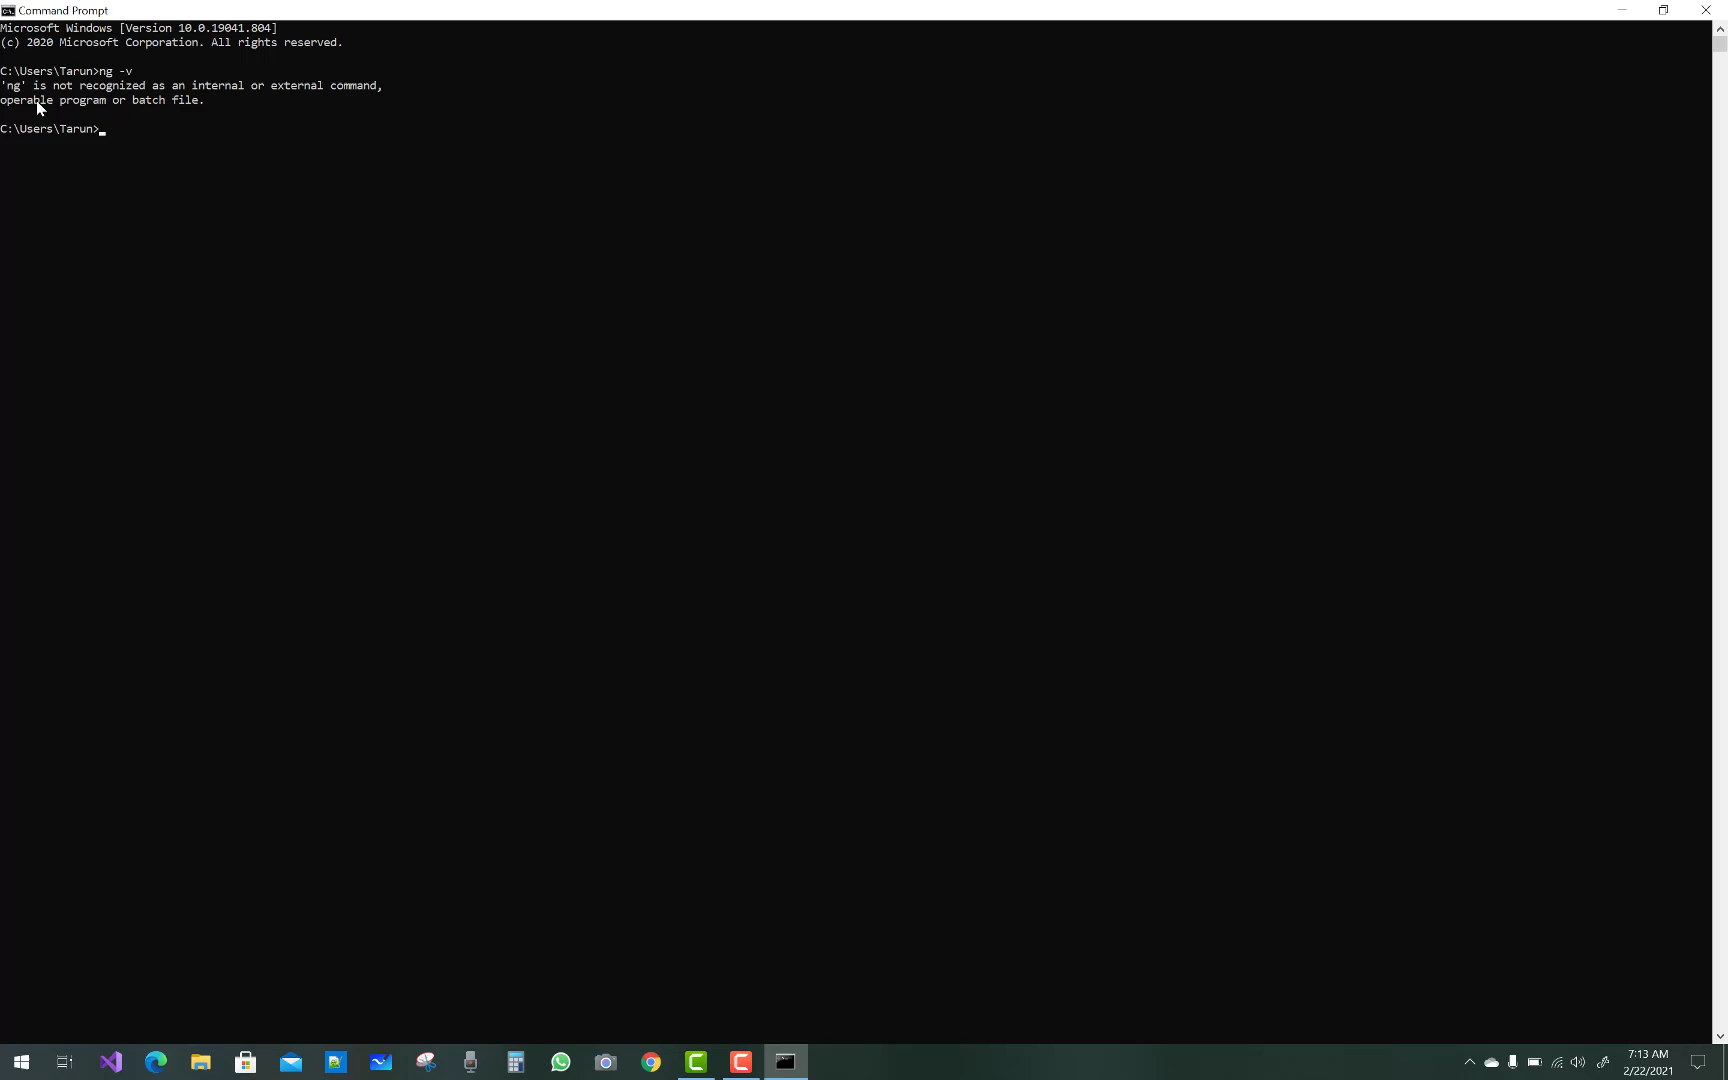 Command Prompt
Microsoft Windows [Version 10.0.19041.804]
(c) 2020 Microsoft Corporation. All rights reserved.
C:\Users\Tarun>ng -v
'ng' is not recognized as an internal or external command,
operable program or batch file.
C:\Users\Tarun>
7:13 AM
2/22/2021